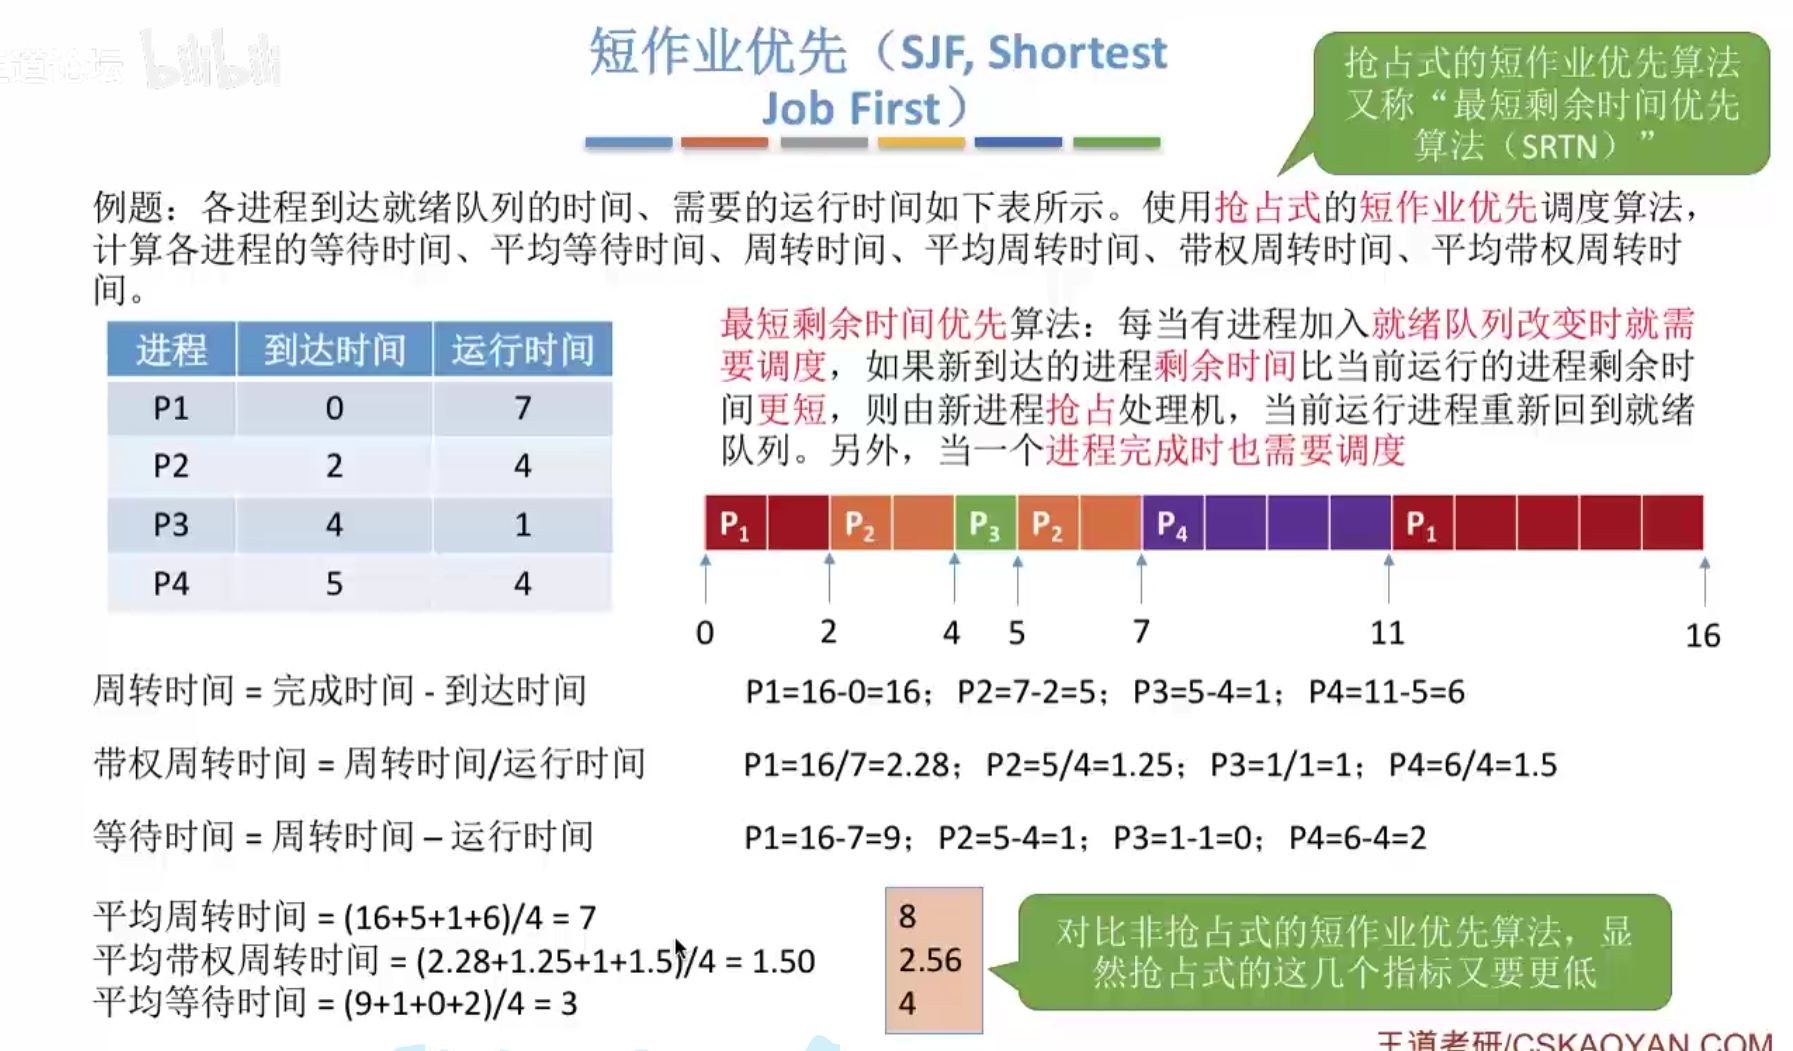 王道论坛 bilibili
短作业优先（SJF, Shortest
Job First）
抢占式的短作业优先算法
又称“最短剩余时间优先
算法（SRTN）”
例题：各进程到达就绪队列的时间、需要的运行时间如下表所示。使用抢占式的短作业优先调度算法，
计算各进程的等待时间、平均等待时间、周转时间、平均周转时间、带权周转时间、平均带权周转时
间。
进程 到达时间 运行时间
P1 0 7
P2 2 4
P3 4 1
P4 5 4
最短剩余时间优先算法：每当有进程加入就绪队列改变时就需
要调度，如果新到达的进程剩余时间比当前运行的进程剩余时
间更短，则由新进程抢占处理机，当前运行进程重新回到就绪
队列。另外，当一个进程完成时也需要调度
P1 P2 P3 P2 P4 P1
0 2 4 5 7 11 16
周转时间 = 完成时间 - 到达时间
P1=16-0=16；P2=7-2=5；P3=5-4=1；P4=11-5=6
带权周转时间 = 周转时间/运行时间
P1=16/7=2.28；P2=5/4=1.25；P3=1/1=1；P4=6/4=1.5
等待时间 = 周转时间 – 运行时间
P1=16-7=9；P2=5-4=1；P3=1-1=0；P4=6-4=2
平均周转时间 = (16+5+1+6)/4 = 7
平均带权周转时间 = (2.28+1.25+1+1.5)/4 = 1.50
平均等待时间 = (9+1+0+2)/4 = 3
8
2.56
4
对比非抢占式的短作业优先算法，显
然抢占式的这几个指标又要更低
王道考研/CSKAOYAN.COM